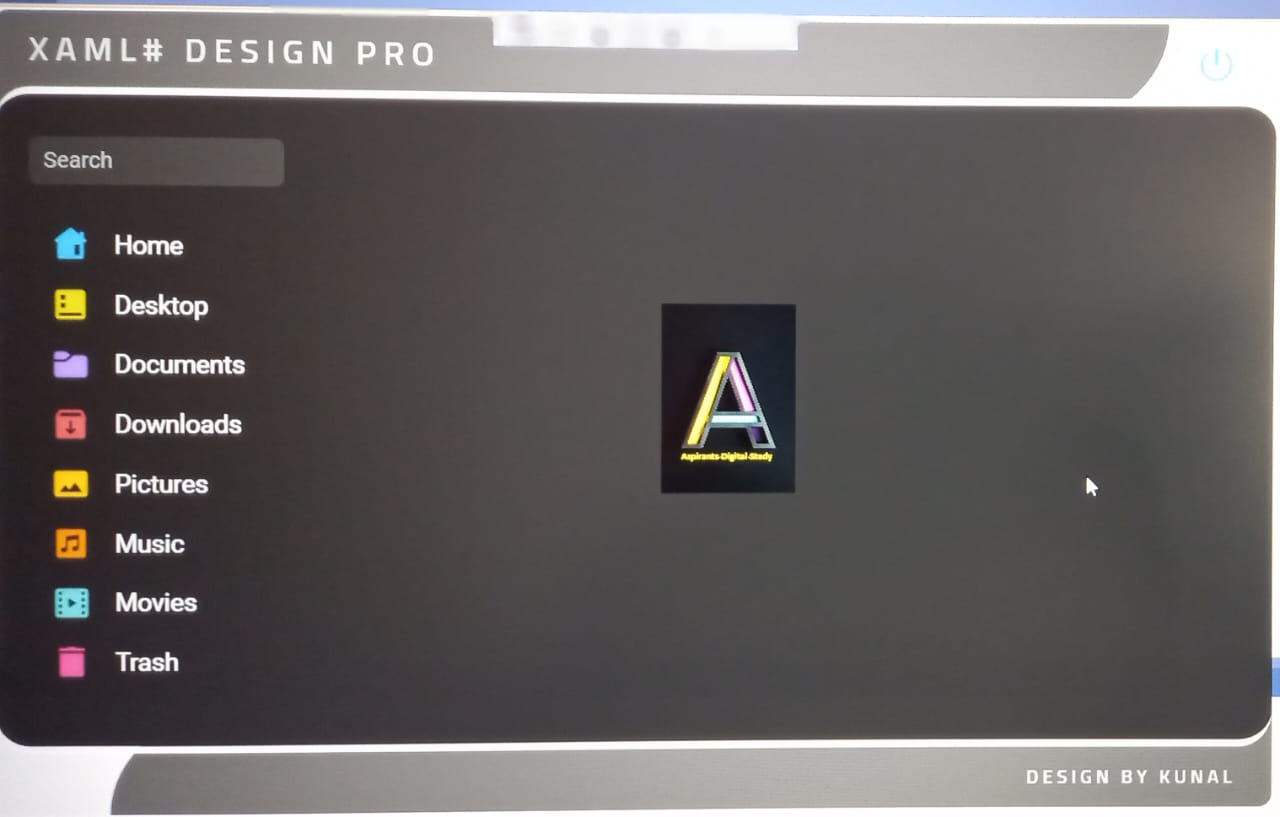 XAML# DESIGN PRO
Search
Home
Desktop
Documents
Downloads
Pictures
Music
Movies
Trash
Aspirants Digital Study
DESIGN BY KUNAL